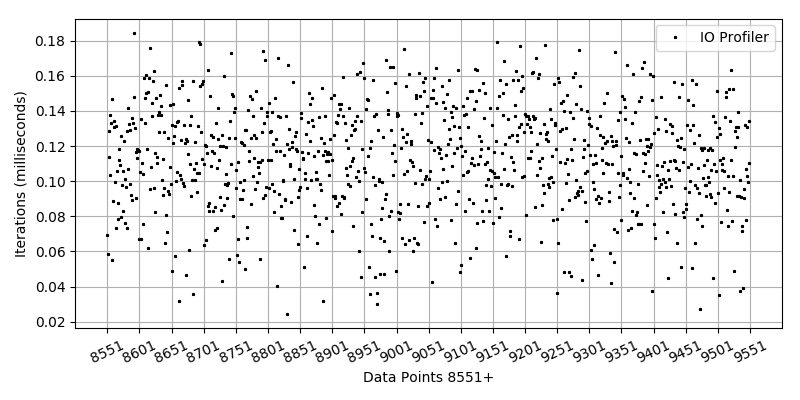 IO Profiler
Iterations (milliseconds)
0.18
0.16
0.14
0.12
0.10
0.08
0.06
0.04
0.02
8551 8601 8651 8701 8751 8801 8851 8901 8951 9001 9051 9101 9151 9201 9251 9301 9351 9401 9451 9501 9551
Data Points 8551+